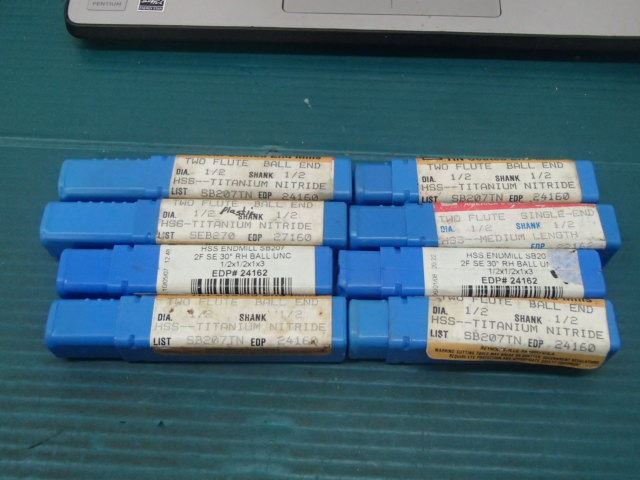 PENTIUM
TWO FLUTE BALL END
DIA. 1/2 SHANK 1/2
HSS--TITANIUM NITRIDE
LIST SB207TN EDP 24160
TWO FLUTE BALL END
DIA. 1/2 SHANK 1/2
HSS--TITANIUM NITRIDE
LIST SB207TN EDP 24160
TWO FLUTE BALL END
DIA. 1/2 plastic 1/2
TITANIUM NITRIDE
LIST SEB270 EDP 27160
TWO FLUTE SINGLE-END
DIA. 1/2 SHANK 1/2
HSS--MEDIUM LENGTH
HSS ENDMILL SB207
2F SE 30° RH BALL UNC
1/2x1/2x1x3
EDP# 24162
HSS ENDMILL SB207
2F SE 30° RH BALL UNC
1/2x1/2x1x3
EDP# 24162
TWO FLUTE BALL END
DIA. 1/2 SHANK 1/2
HSS--TITANIUM NITRIDE
LIST SB207TN EDP 24160
TWO FLUTE BALL END
DIA. 1/2 SHANK 1/2
HSS--TITANIUM NITRIDE
LIST SB207TN EDP 24160